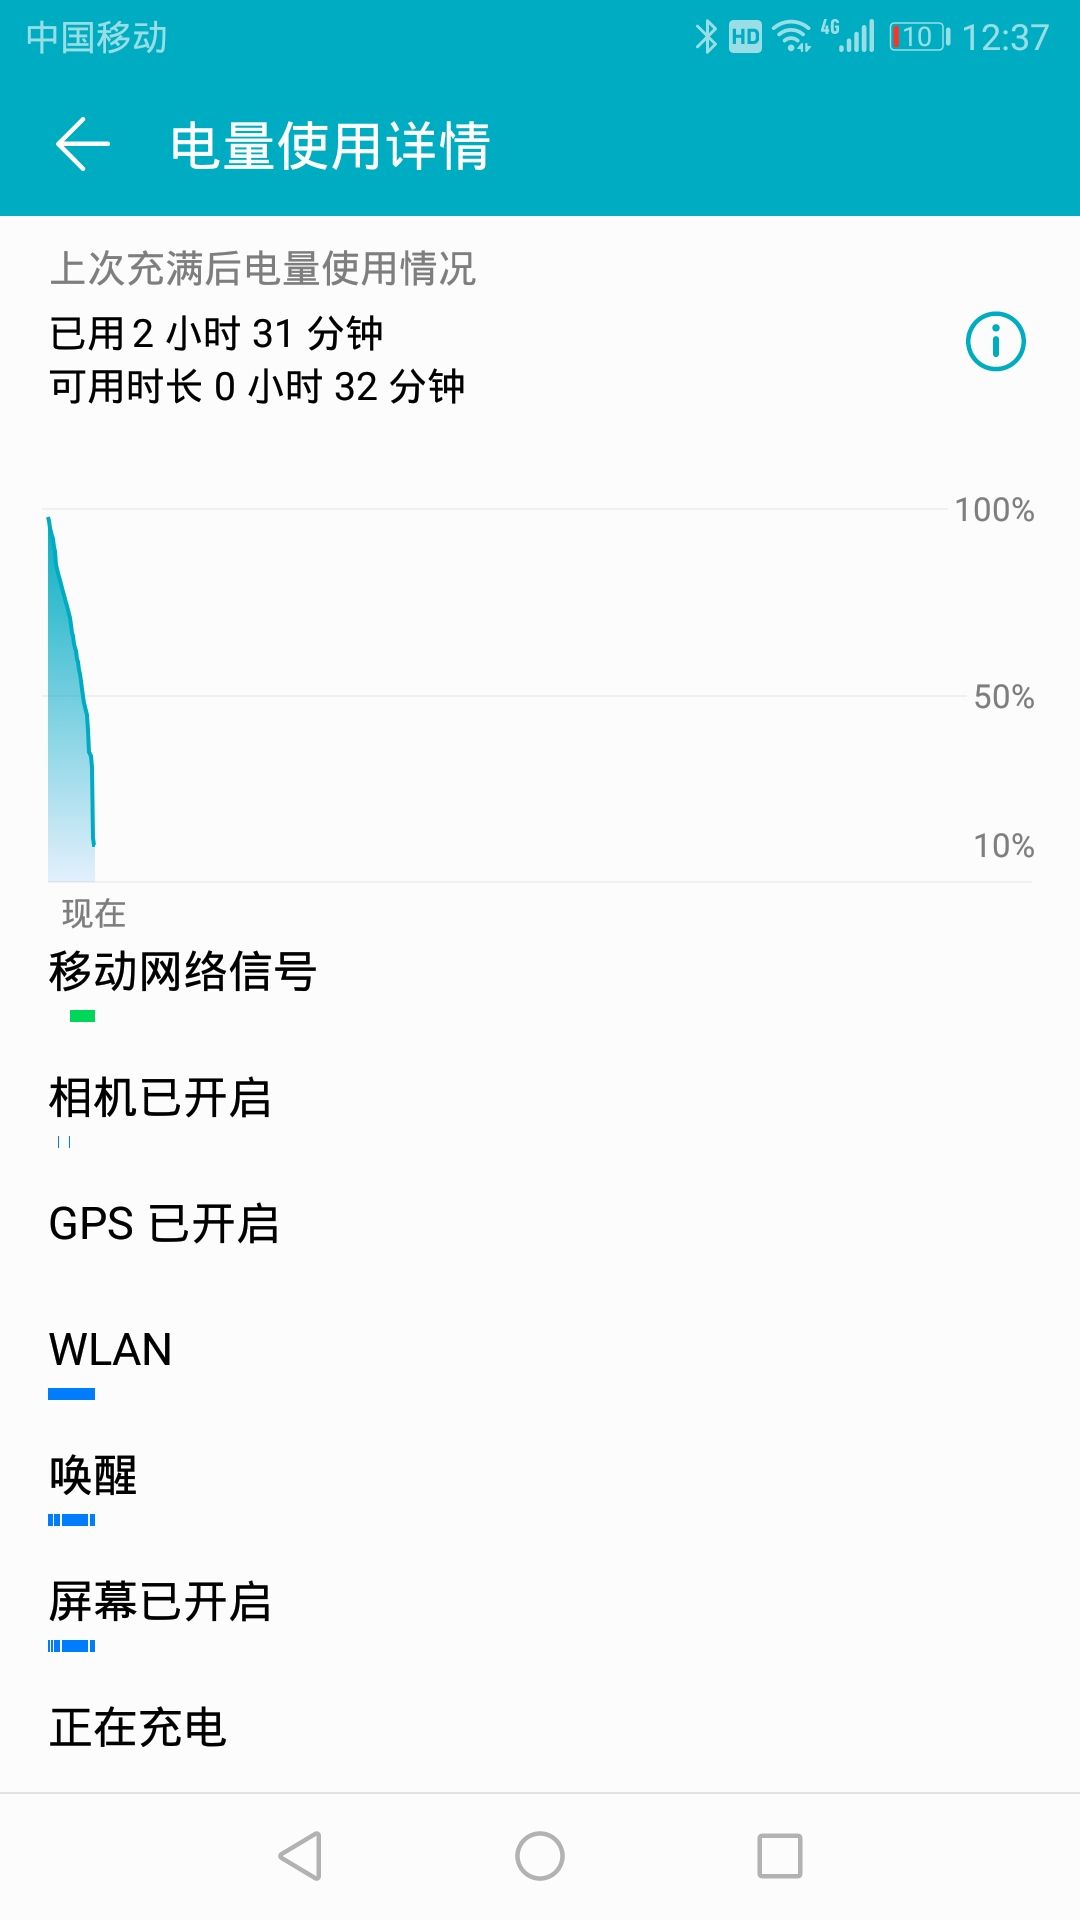 中国移动 HD 4G 10 12:37
电量使用详情
上次充满后电量使用情况
已用2 小时 31 分钟
可用时长 0 小时 32 分钟
100%
50%
10%
现在
移动网络信号
相机已开启
GPS 已开启
WLAN
唤醒
屏幕已开启
正在充电